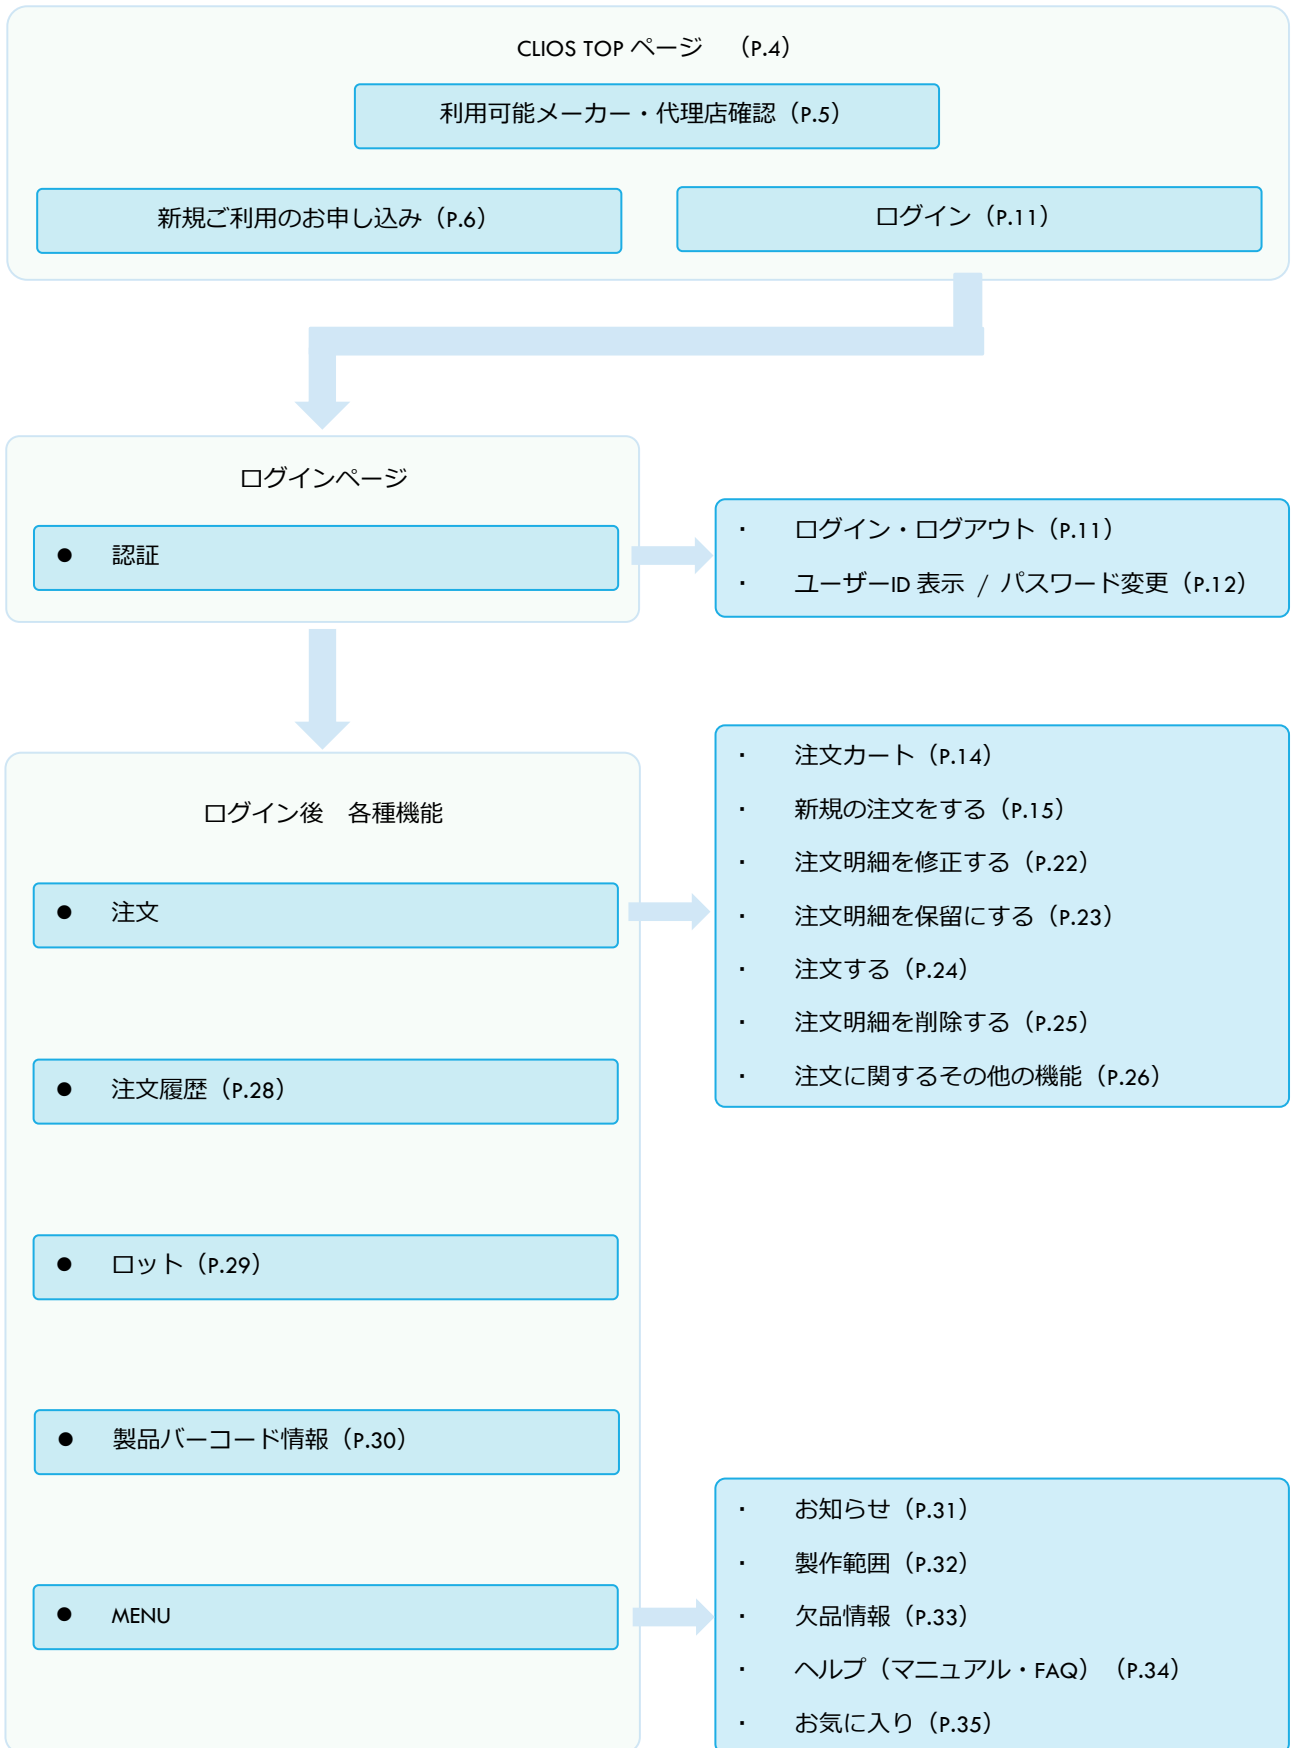 CLIOS TOP ページ　（P.4）
利用可能メーカー・代理店確認（P.5）
新規ご利用のお申し込み（P.6）
ログイン（P.11）
ログインページ
● 認証
・ ログイン・ログアウト（P.11）
・ ユーザーID 表示 / パスワード変更（P.12）
ログイン後　各種機能
● 注文
・ 注文カート（P.14）
・ 新規の注文をする（P.15）
・ 注文明細を修正する（P.22）
・ 注文明細を保留にする（P.23）
・ 注文する（P.24）
・ 注文明細を削除する（P.25）
・ 注文に関するその他の機能（P.26）
● 注文履歴（P.28）
● ロット（P.29）
● 製品バーコード情報（P.30）
● MENU
・ お知らせ（P.31）
・ 製作範囲（P.32）
・ 欠品情報（P.33）
・ ヘルプ（マニュアル・FAQ）（P.34）
・ お気に入り（P.35）